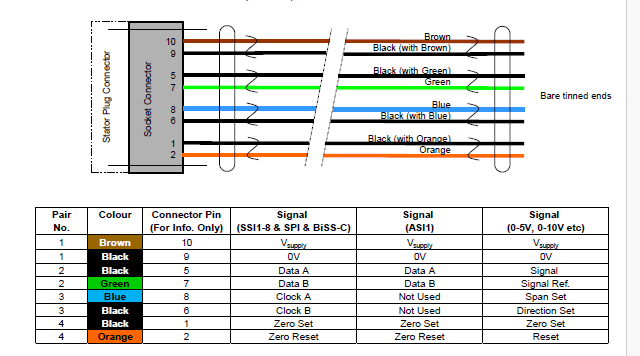 Brown
10
Black (with Brown)
9
Black (with Green)
5
Green
7
Blue
8
Black (with Blue)
6
Black (with Orange)
1
Orange
2
Stator Plug Connector
Socket Connector
Bare tinned ends
Pair Colour Connector Pin Signal Signal Signal
No. (For Info. Only) (SSI1-8 & SPI & BiSS-C) (ASI1) (0-5V, 0-10V etc)
1 Brown 10 Vsupply Vsupply Vsupply
1 Black 9 0V 0V 0V
2 Black 5 Data A Data A Signal
2 Green 7 Data B Data B Signal Ref.
3 Blue 8 Clock A Not Used Span Set
3 Black 6 Clock B Not Used Direction Set
4 Black 1 Zero Set Zero Set Zero Set
4 Orange 2 Zero Reset Zero Reset Reset